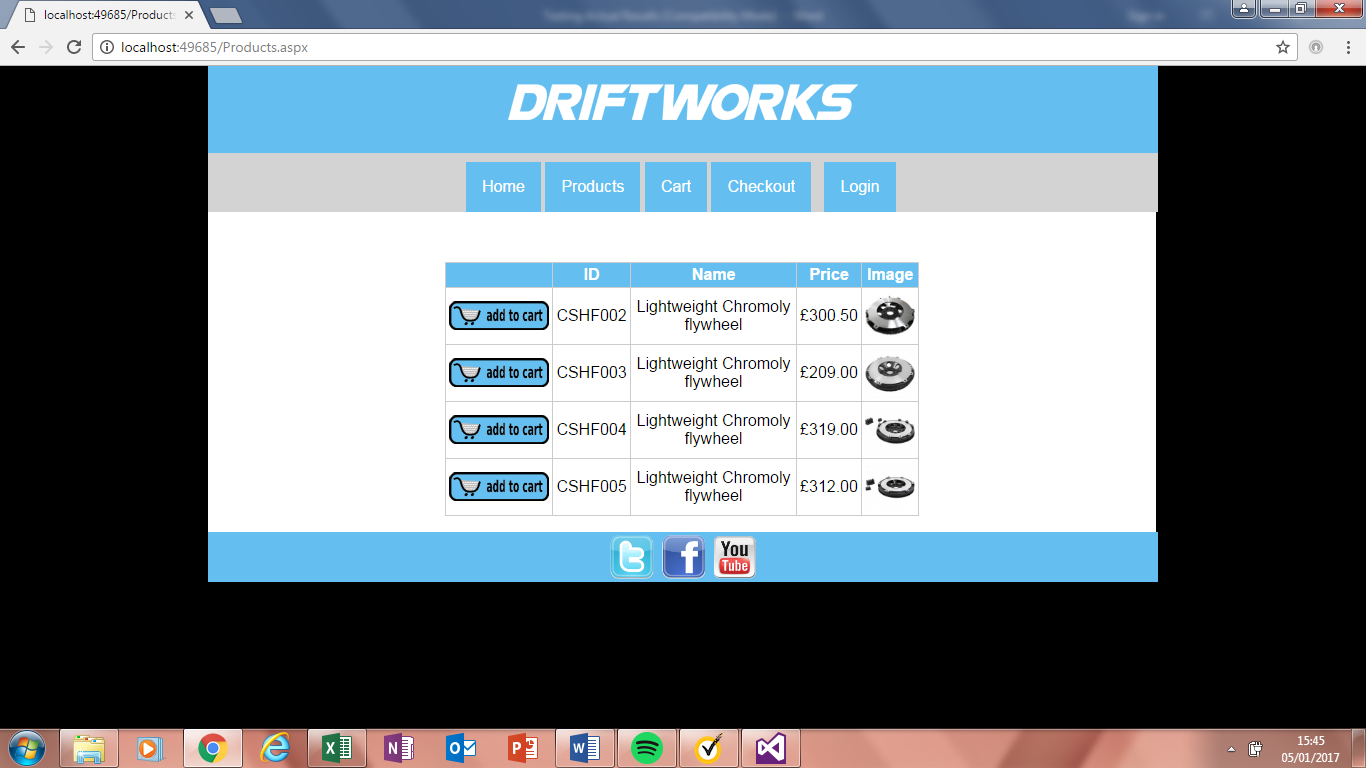 localhost:49685/Product
localhost:49685/Products.aspx
DRIFTWORKS
Home Products Cart Checkout Login
ID Name Price Image
add to cart CSHF002 Lightweight Chromoly £300.50
flywheel
add to cart CSHF003 Lightweight Chromoly £209.00
flywheel
add to cart CSHF004 Lightweight Chromoly £319.00
flywheel
add to cart CSHF005 Lightweight Chromoly £312.00
flywheel
t f You
Tube
15:45
05/01/2017